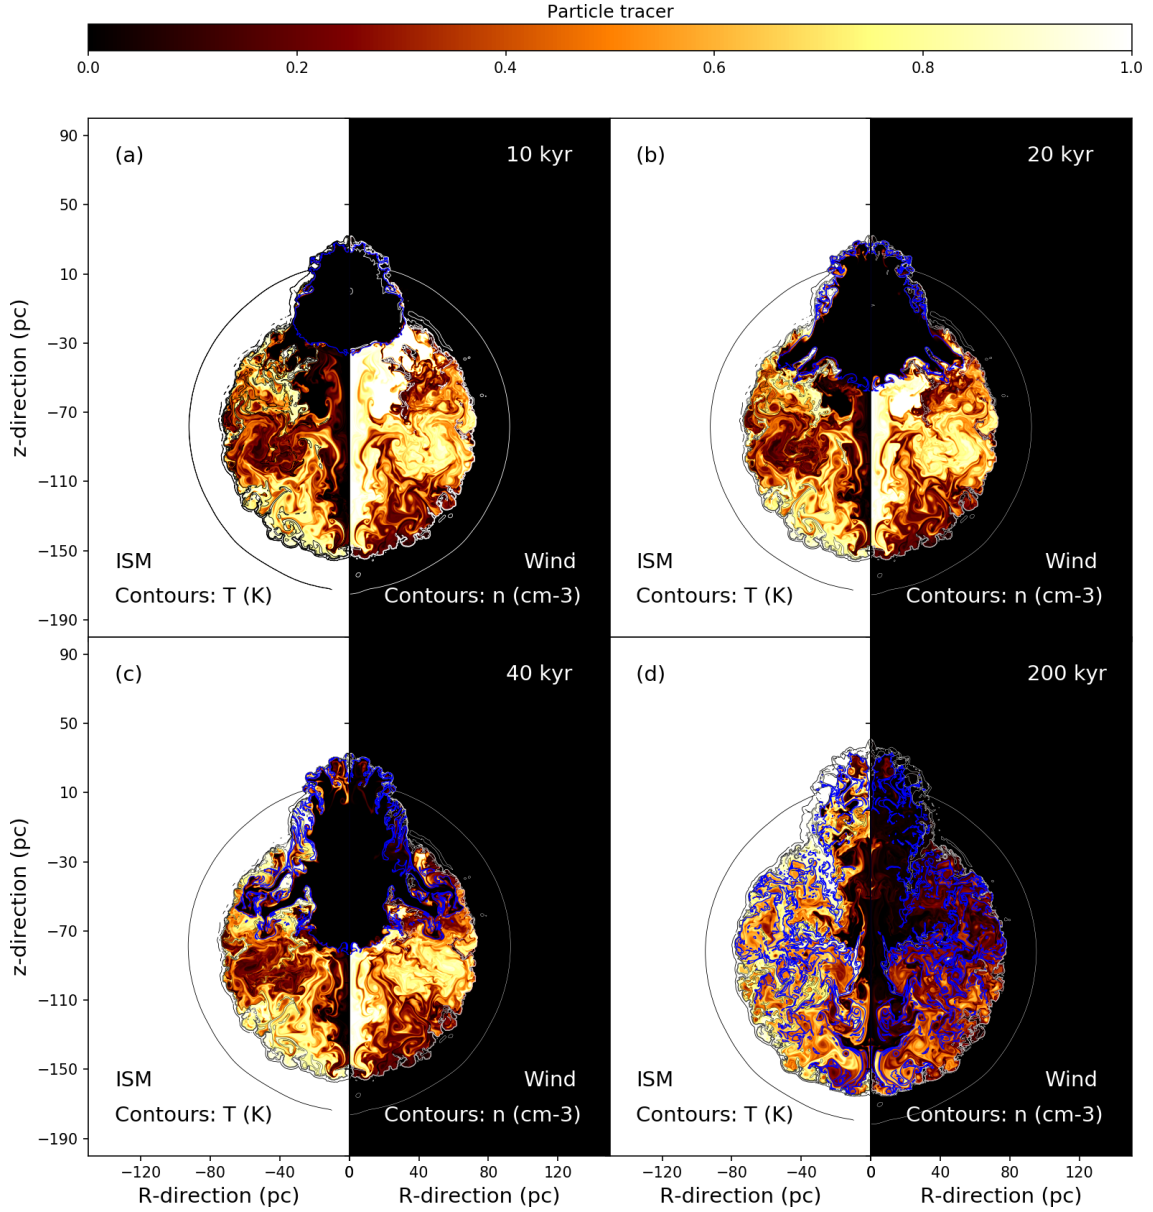 Particle tracer
0.0 0.2 0.4 0.6 0.8 1.0
(a) 10 kyr (b) 20 kyr
90
50
10
−30
−70
−110
−150
−190
z-direction (pc)
ISM Wind ISM Wind
Contours: T (K) Contours: n (cm-3) Contours: T (K) Contours: n (cm-3)
(c) 40 kyr (d) 200 kyr
90
50
10
−30
−70
−110
−150
−190
z-direction (pc)
ISM Wind ISM Wind
Contours: T (K) Contours: n (cm-3) Contours: T (K) Contours: n (cm-3)
−120 −80 −40 0 40 80 120 −120 −80 −40 0 40 80 120
R-direction (pc) R-direction (pc) R-direction (pc) R-direction (pc)